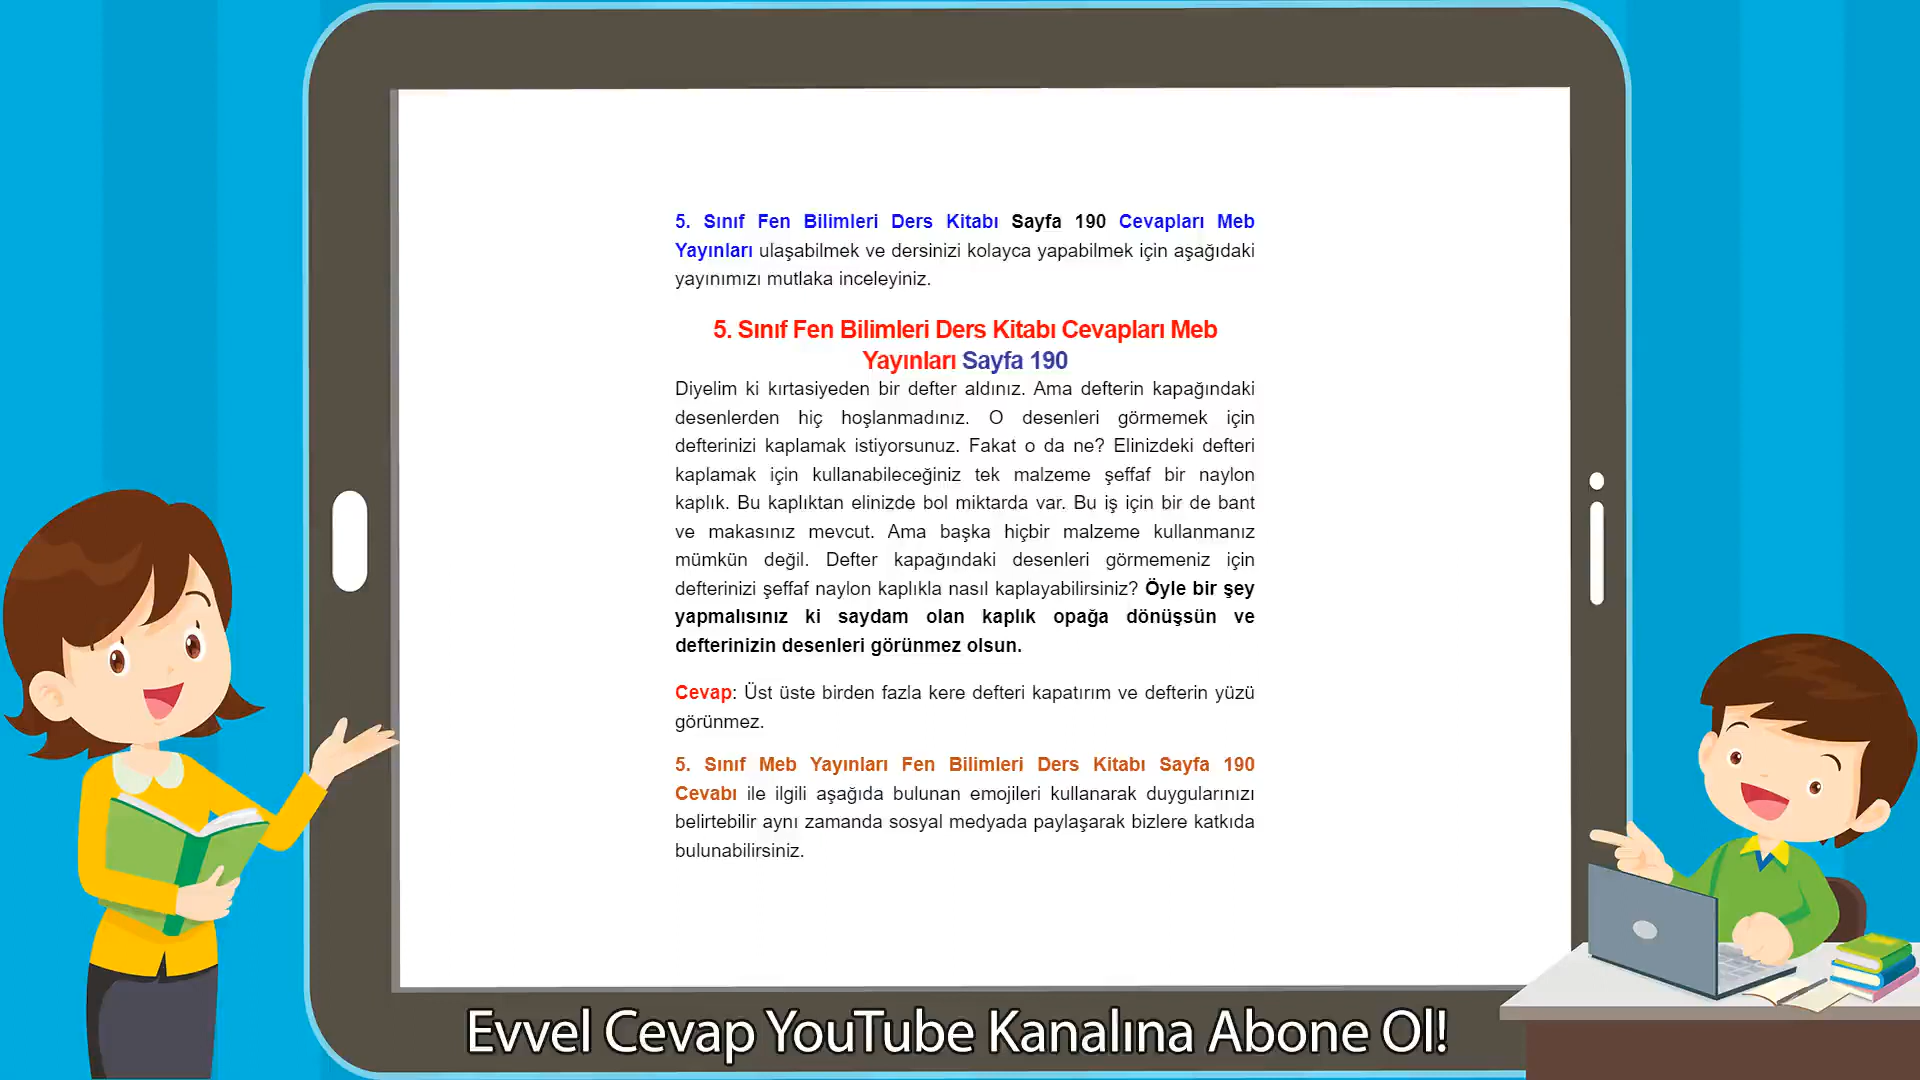 5. Sınıf Fen Bilimleri Ders Kitabı Sayfa 190 Cevapları Meb
Yayınları ulaşabilmek ve dersinizi kolayca yapabilmek için aşağıdaki
yayınımızı mutlaka inceleyiniz.
5. Sınıf Fen Bilimleri Ders Kitabı Cevapları Meb
Yayınları Sayfa 190
Diyelim ki kırtasiyeden bir defter aldınız. Ama defterin kapağındaki
desenlerden hiç hoşlanmadınız. O desenleri görmemek için
defterinizi kaplamak istiyorsunuz. Fakat o da ne? Elinizdeki defteri
kaplamak için kullanabileceğiniz tek malzeme şeffaf bir naylon
kaplık. Bu kaplıktan elinizde bol miktarda var. Bu iş için bir de bant
ve makasınız mevcut. Ama başka hiçbir malzeme kullanmanız
mümkün değil. Defter kapağındaki desenleri görmemeniz için
defterinizi şeffaf naylon kaplıkla nasıl kaplayabilirsiniz? Öyle bir şey
yapmalısınız ki saydam olan kaplık opağa dönüşsün ve
defterinizin desenleri görünmez olsun.
Cevap: Üst üste birden fazla kere defteri kapatırım ve defterin yüzü
görünmez.
5. Sınıf Meb Yayınları Fen Bilimleri Ders Kitabı Sayfa 190
Cevabı ile ilgili aşağıda bulunan emojileri kullanarak duygularınızı
belirtebilir aynı zamanda sosyal medyada paylaşarak bizlere katkıda
bulunabilirsiniz.
Evvel Cevap YouTube Kanalına Abone Ol!